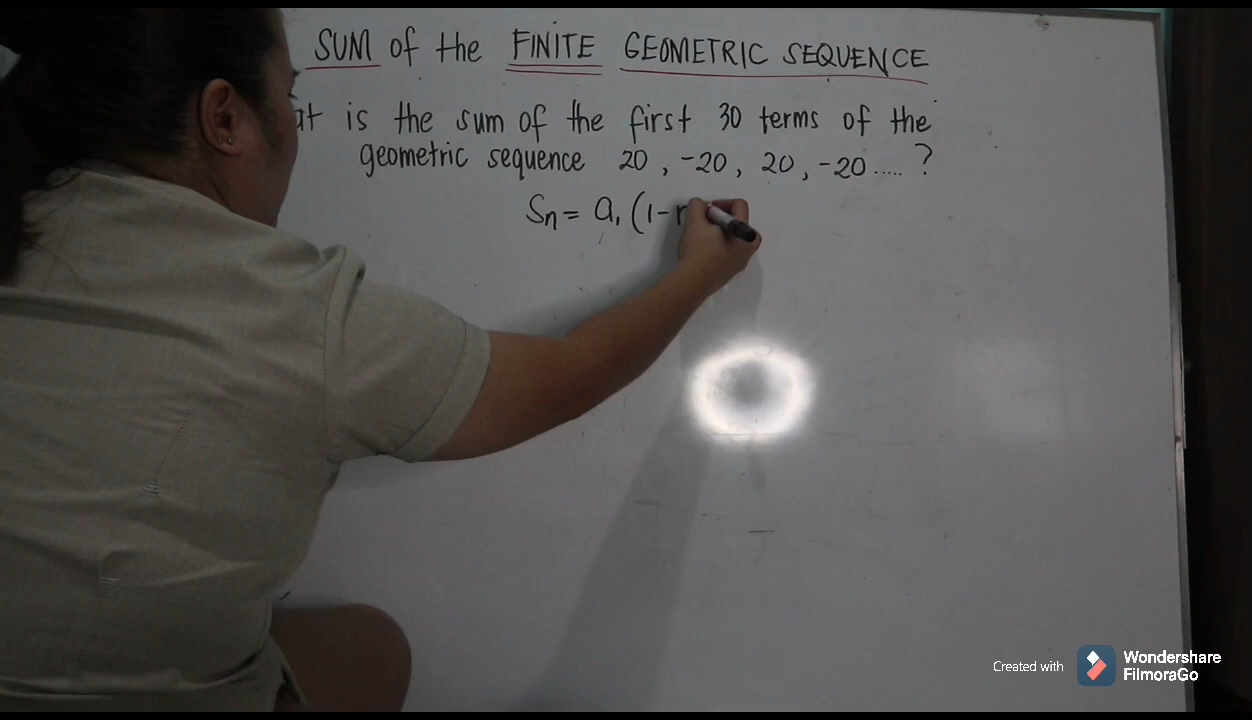 SUM of the FINITE GEOMETRIC SEQUENCE
is the sum of the first 30 terms of the
geometric sequence 20, -20, 20, -20..... ?
Sn = a₁ (1-r
Created with Wondershare FilmoraGo